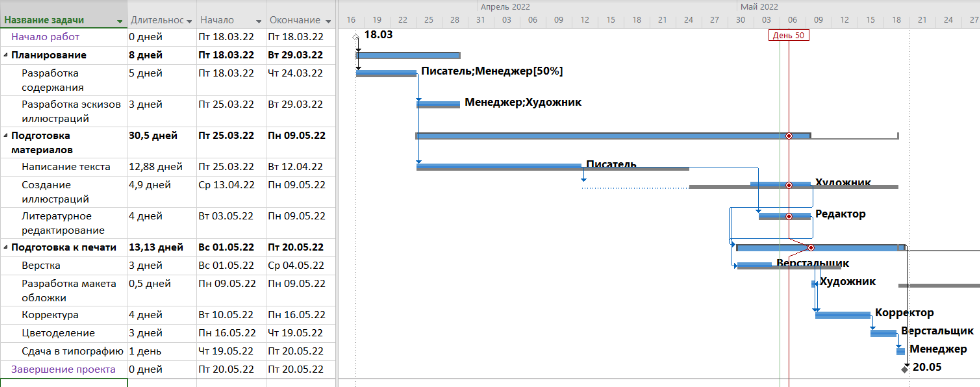 Название задачи Длительнос Начало Окончание
Апрель 2022 Май 2022
16 19 22 25 28 31 03 06 09 12 15 18 21 24 27 30 03 06 09 12 15 18 21 24 27
День 50
Начало работ 0 дней Пт 18.03.22 Пт 18.03.22 18.03
Планирование 8 дней Пт 18.03.22 Вт 29.03.22
Разработка 5 дней Пт 18.03.22 Чт 24.03.22 Писатель;Менеджер[50%]
содержания
Разработка эскизов 3 дней Пт 25.03.22 Вт 29.03.22 Менеджер;Художник
иллюстраций
Подготовка 30,5 дней Пт 25.03.22 Пн 09.05.22
материалов
Написание текста 12,88 дней Пт 25.03.22 Вт 12.04.22 Писатель
Создание 4,9 дней Ср 13.04.22 Пн 09.05.22 Художник
иллюстраций
Литературное 4 дней Вт 03.05.22 Пн 09.05.22 Редактор
редактирование
Подготовка к печати 13,13 дней Вс 01.05.22 Пт 20.05.22
Верстка 3 дней Вс 01.05.22 Ср 04.05.22 Верстальщик
Разработка макета 0,5 дней Пн 09.05.22 Пн 09.05.22 Художник
обложки
Корректура 4 дней Вт 10.05.22 Пн 16.05.22 Корректор
Цветоделение 3 дней Пн 16.05.22 Чт 19.05.22 Верстальщик
Сдача в типографию 1 день Чт 19.05.22 Пт 20.05.22 Менеджер
Завершение проекта 0 дней Пт 20.05.22 Пт 20.05.22 20.05